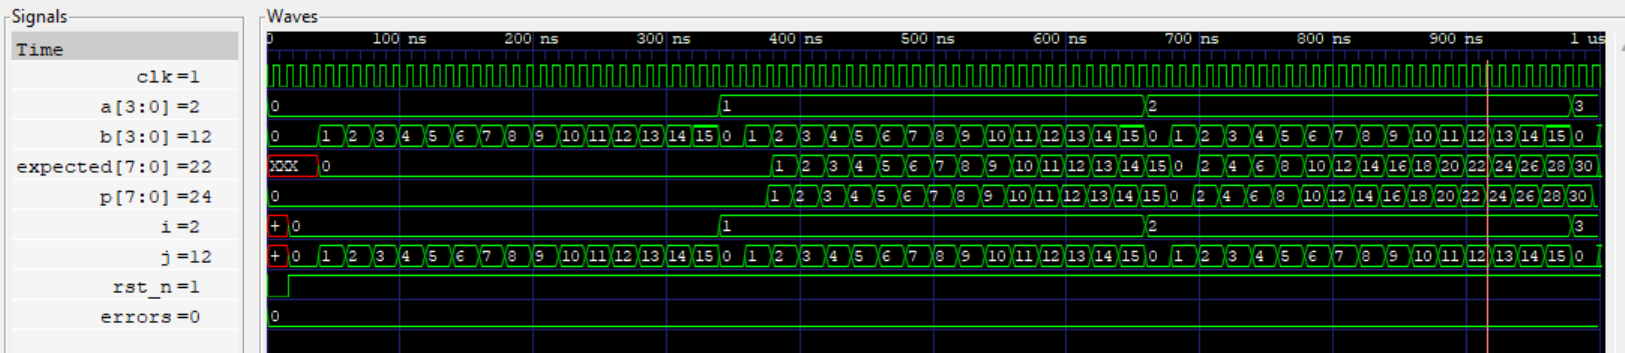 Signals Waves
Time 0 100 ns 200 ns 300 ns 400 ns 500 ns 600 ns 700 ns 800 ns 900 ns 1 us
clk=1
a[3:0]=2 0 1 2 3
b[3:0]=12 0 1 2 3 4 5 6 7 8 9 10 11 12 13 14 15 0 1 2 3 4 5 6 7 8 9 10 11 12 13 14 15 0 1 2 3 4 5 6 7 8 9 10 11 12 13 14 15 0
expected[7:0]=22 XXX 0 1 2 3 4 5 6 7 8 9 10 11 12 13 14 15 0 2 4 6 8 10 12 14 16 18 20 22 24 26 28 30
p[7:0]=24 0 1 2 3 4 5 6 7 8 9 10 11 12 13 14 15 0 2 4 6 8 10 12 14 16 18 20 22 24 26 28 30
i=2 + 0 1 2 3
j=12 + 0 1 2 3 4 5 6 7 8 9 10 11 12 13 14 15 0 1 2 3 4 5 6 7 8 9 10 11 12 13 14 15 0 1 2 3 4 5 6 7 8 9 10 11 12 13 14 15 0
rst_n=1
errors=0 0